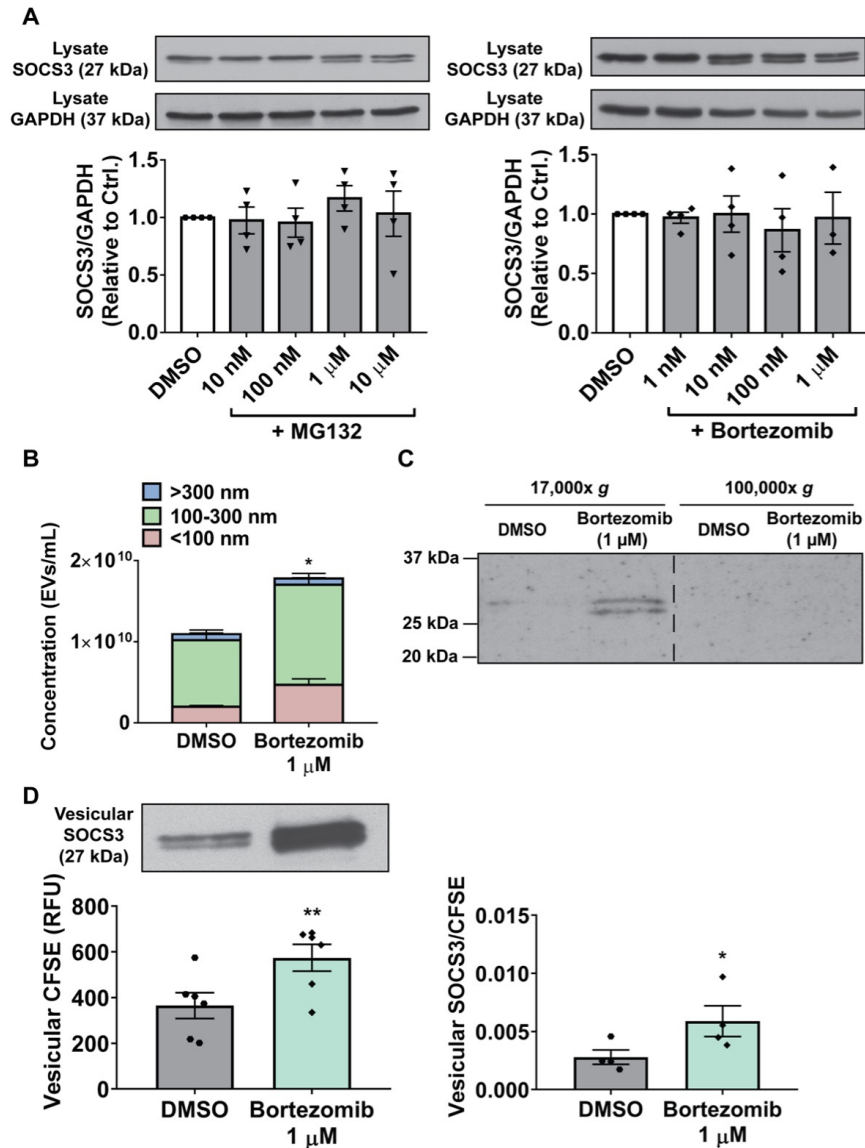 A
Lysate
SOCS3 (27 kDa)
Lysate
GAPDH (37 kDa)
SOCS3/GAPDH
(Relative to Ctrl.)
1.5
1.0
0.5
0.0
DMSO
10 nM
100 nM
1 μM
10 μM
+ MG132
Lysate
SOCS3 (27 kDa)
Lysate
GAPDH (37 kDa)
SOCS3/GAPDH
(Relative to Ctrl.)
1.5
1.0
0.5
0.0
DMSO
1 nM
10 nM
100 nM
1 μM
+ Bortezomib
B
>300 nm
100-300 nm
<100 nm
Concentration (EVs/mL)
2×10¹⁰
1×10¹⁰
0
*
DMSO
Bortezomib
1 μM
C
17,000x g
100,000x g
DMSO
Bortezomib
(1 μM)
DMSO
Bortezomib
(1 μM)
37 kDa
25 kDa
20 kDa
D
Vesicular
SOCS3
(27 kDa)
Vesicular CFSE (RFU)
800
600
400
200
0
**
DMSO
Bortezomib
1 μM
Vesicular SOCS3/CFSE
0.015
0.010
0.005
0.000
*
DMSO
Bortezomib
1 μM